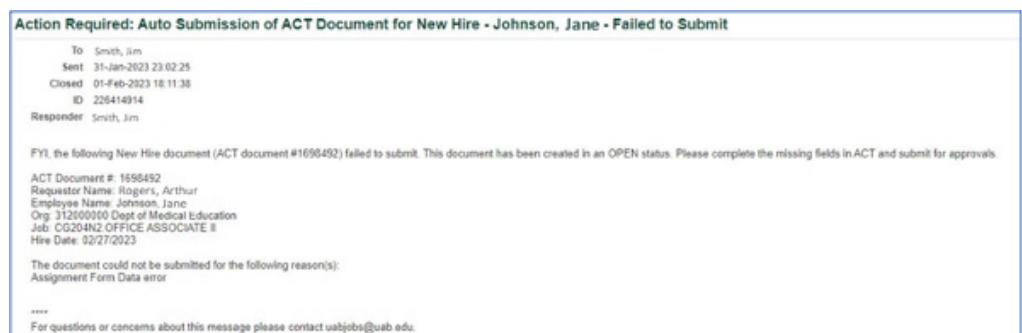 Action Required: Auto Submission of ACT Document for New Hire - Johnson, Jane - Failed to Submit
To Smith, Jim
Sent 31-Jan-2023 23:02:25
Closed 01-Feb-2023 18:11:38
ID 226414914
Responder Smith, Jim
FYI, the following New Hire document (ACT document #1698492) failed to submit. This document has been created in an OPEN status. Please complete the missing fields in ACT and submit for approvals.
ACT Document #: 1698492
Requestor Name: Rogers, Arthur
Employee Name: Johnson, Jane
Org: 312000000 Dept of Medical Education
Job: CG204N2 OFFICE ASSOCIATE II
Hire Date: 02/27/2023
The document could not be submitted for the following reason(s):
Assignment Form Data error
****
For questions or concerns about this message please contact uabjobs@uab.edu.